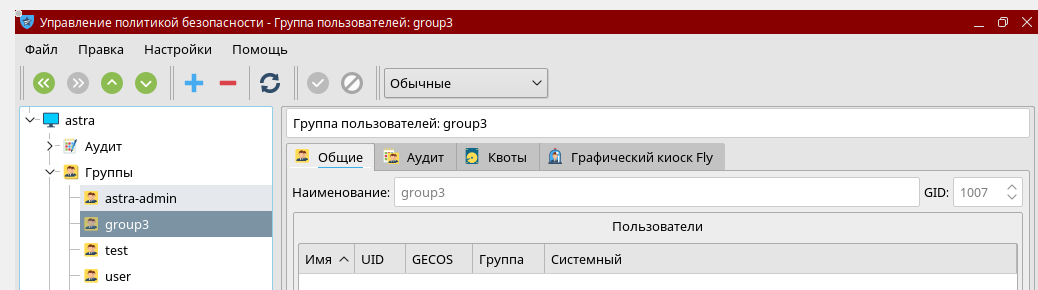 Управление политикой безопасности - Группа пользователей: group3
Файл Правка Настройки Помощь
Обычные
astra
Аудит
Группы
astra-admin
group3
test
user
Группа пользователей: group3
Общие Аудит Квоты Графический киоск Fly
Наименование: group3 GID: 1007
Пользователи
Имя UID GECOS Группа Системный